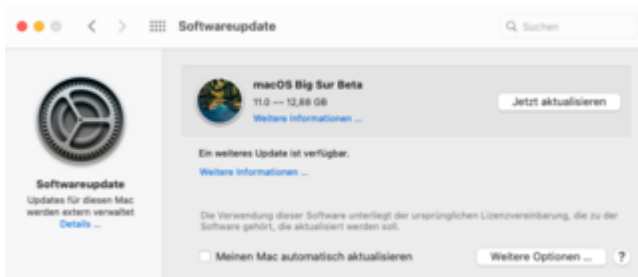 Softwareupdate
Suchen
macOS Big Sur Beta
11.0 — 12,88 GB
Weitere Informationen ...
Jetzt aktualisieren
Ein weiteres Update ist verfügbar.
Weitere Informationen ...
Softwareupdate
Updates für diesen Mac
werden extern verwaltet
Details ...
Die Verwendung dieser Software unterliegt der ursprünglichen Lizenzvereinbarung, die zu der
Software gehört, die aktualisiert werden soll.
Meinen Mac automatisch aktualisieren
Weitere Optionen ...
?